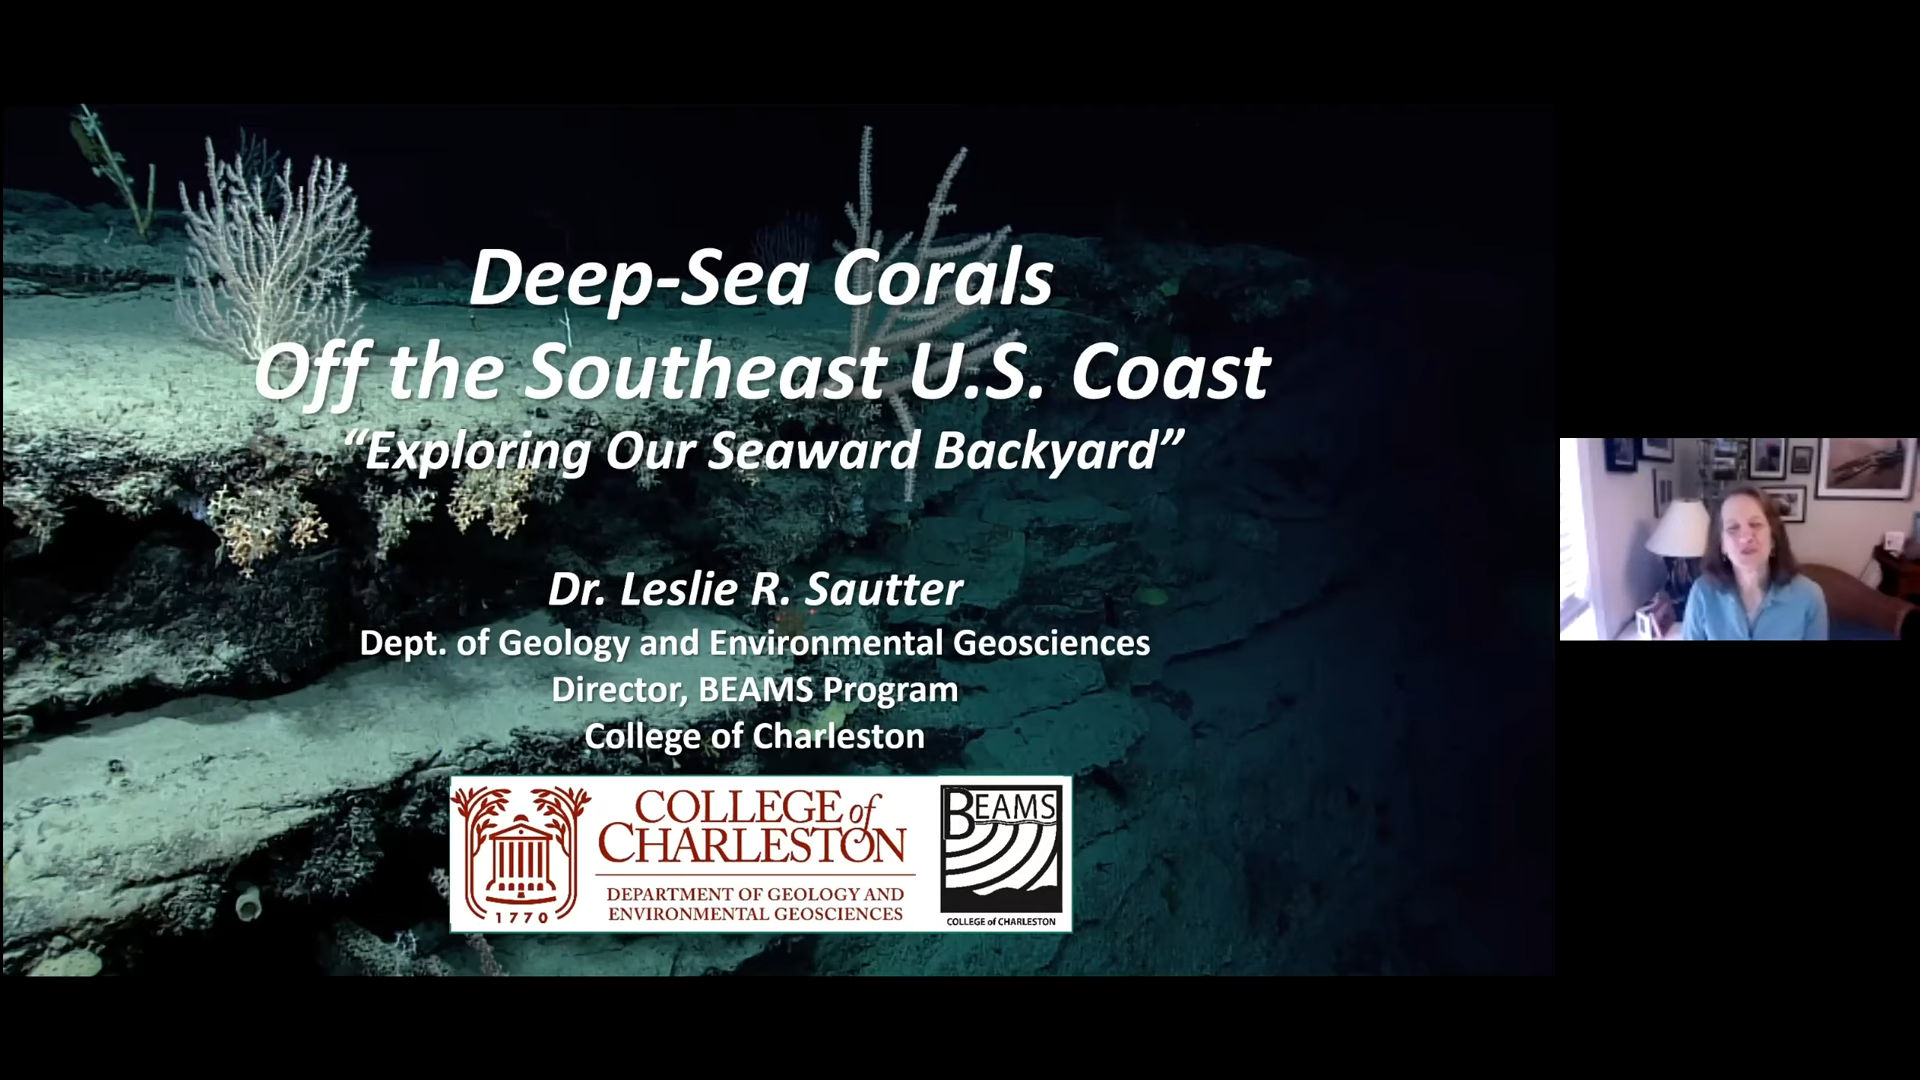 Deep-Sea Corals
Off the Southeast U.S. Coast
“Exploring Our Seaward Backyard”
Dr. Leslie R. Sautter
Dept. of Geology and Environmental Geosciences
Director, BEAMS Program
College of Charleston
COLLEGE of
CHARLESTON
DEPARTMENT OF GEOLOGY AND
ENVIRONMENTAL GEOSCIENCES
1770
BEAMS
COLLEGE of CHARLESTON